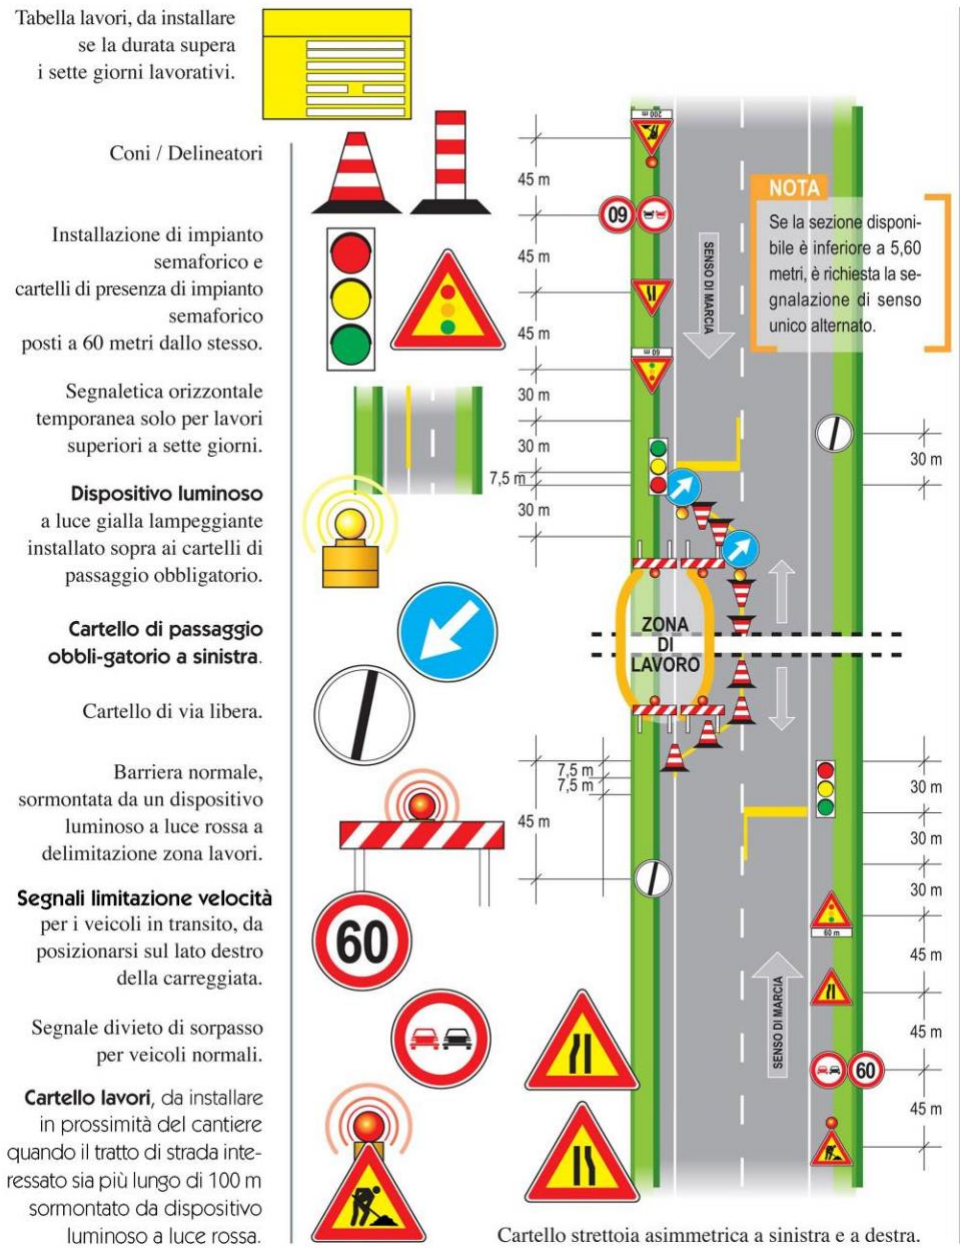 Tabella lavori, da installare
se la durata supera
i sette giorni lavorativi.
Coni / Delineatori
Installazione di impianto
semaforico e
cartelli di presenza di impianto
semaforico
posti a 60 metri dallo stesso.
Segnaletica orizzontale
temporanea solo per lavori
superiori a sette giorni.
Dispositivo luminoso
a luce gialla lampeggiante
installato sopra ai cartelli di
passaggio obbligatorio.
Cartello di passaggio
obbli-gatorio a sinistra.
Cartello di via libera.
Barriera normale,
sormontata da un dispositivo
luminoso a luce rossa a
delimitazione zona lavori.
Segnali limitazione velocità
per i veicoli in transito, da
posizionarsi sul lato destro
della carreggiata.
60
Segnale divieto di sorpasso
per veicoli normali.
Cartello lavori, da installare
in prossimità del cantiere
quando il tratto di strada inte-
ressato sia più lungo di 100 m
sormontato da dispositivo
luminoso a luce rossa.
200 m
45 m
60
45 m
SENSO DI MARCIA
45 m
60 m
30 m
30 m
7,5 m
30 m
NOTA
Se la sezione disponi-
bile è inferiore a 5,60
metri, è richiesta la se-
gnalazione di senso
unico alternato.
30 m
ZONA
DI
LAVORO
7,5 m
7,5 m
45 m
30 m
30 m
30 m
60 m
45 m
SENSO DI MARCIA
45 m
60
45 m
Cartello strettoia asimmetrica a sinistra e a destra.